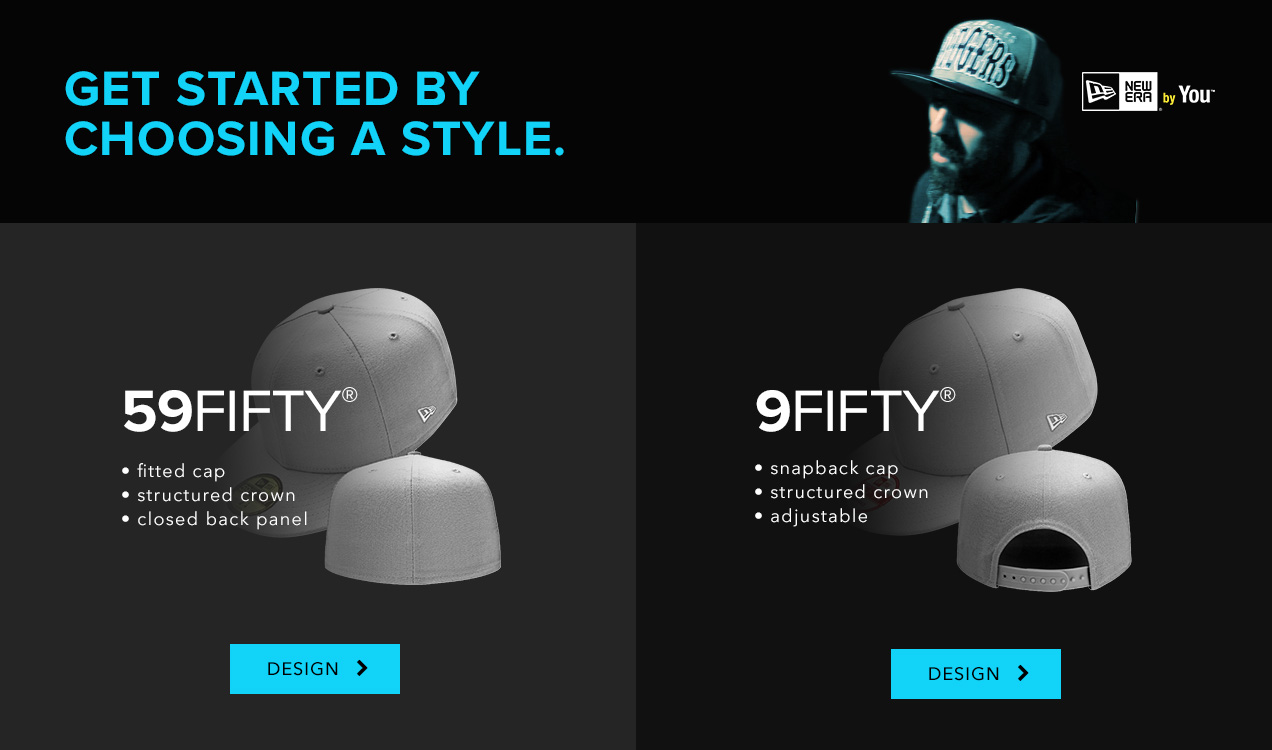 GET STARTED BY
CHOOSING A STYLE.
NEW
ERA
® by You™
59FIFTY®
• fitted cap
• structured crown
• closed back panel
DESIGN
9FIFTY®
• snapback cap
• structured crown
• adjustable
DESIGN